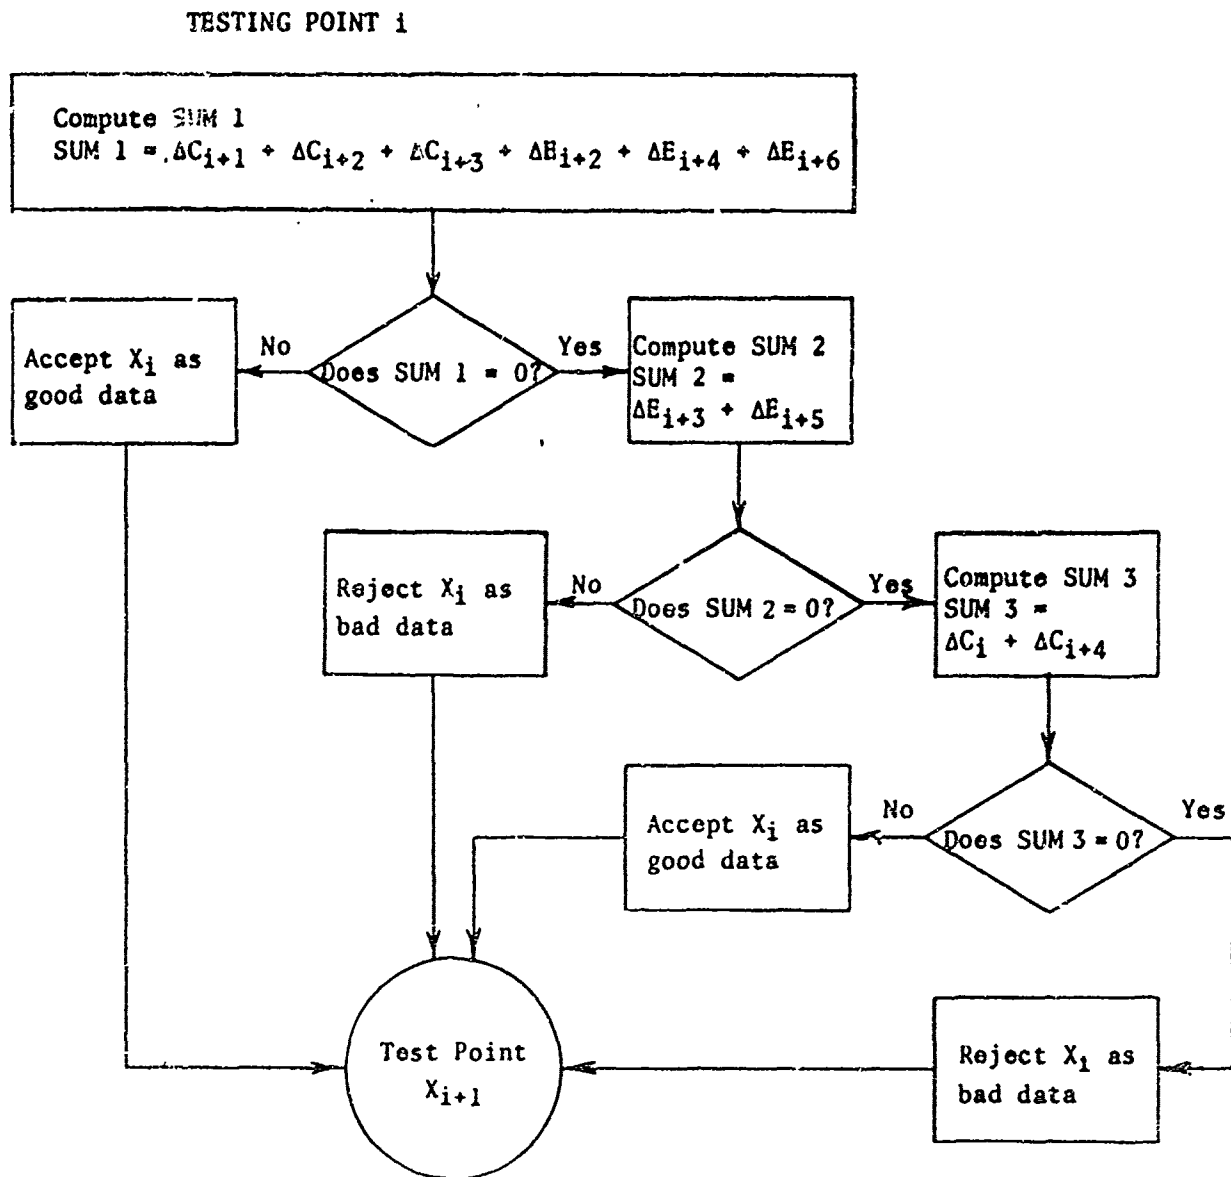 TESTING POINT i
Compute SUM 1
SUM 1 = ΔC_{i+1} + ΔC_{i+2} + ΔC_{i+3} + ΔE_{i+2} + ΔE_{i+4} + ΔE_{i+6}
Does SUM 1 = 0?
No
Yes
Accept X_i as
good data
Compute SUM 2
SUM 2 =
ΔE_{i+3} + ΔE_{i+5}
Does SUM 2 = 0?
No
Yes
Reject X_i as
bad data
Compute SUM 3
SUM 3 =
ΔC_i + ΔC_{i+4}
Does SUM 3 = 0?
No
Yes
Accept X_i as
good data
Reject X_i as
bad data
Test Point
X_{i+1}